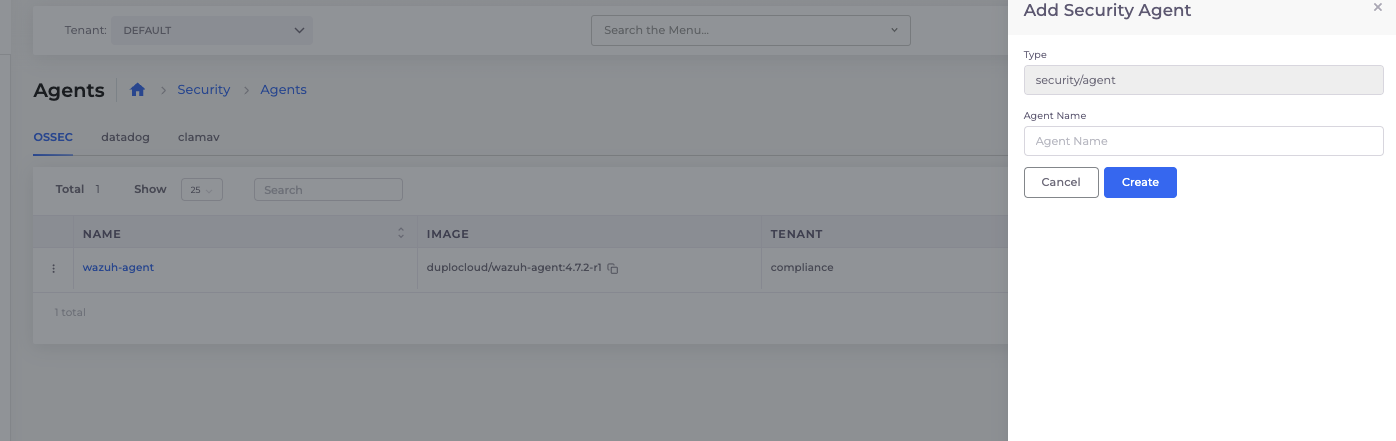 Tenant: DEFAULT
Search the Menu...
Agents
Security
Agents
OSSEC datadog clamav
Total 1 Show 25 Search
NAME IMAGE TENANT
wazuh-agent duplocloud/wazuh-agent:4.7.2-r1 compliance
1 total
Add Security Agent
Type
security/agent
Agent Name
Agent Name
Cancel Create